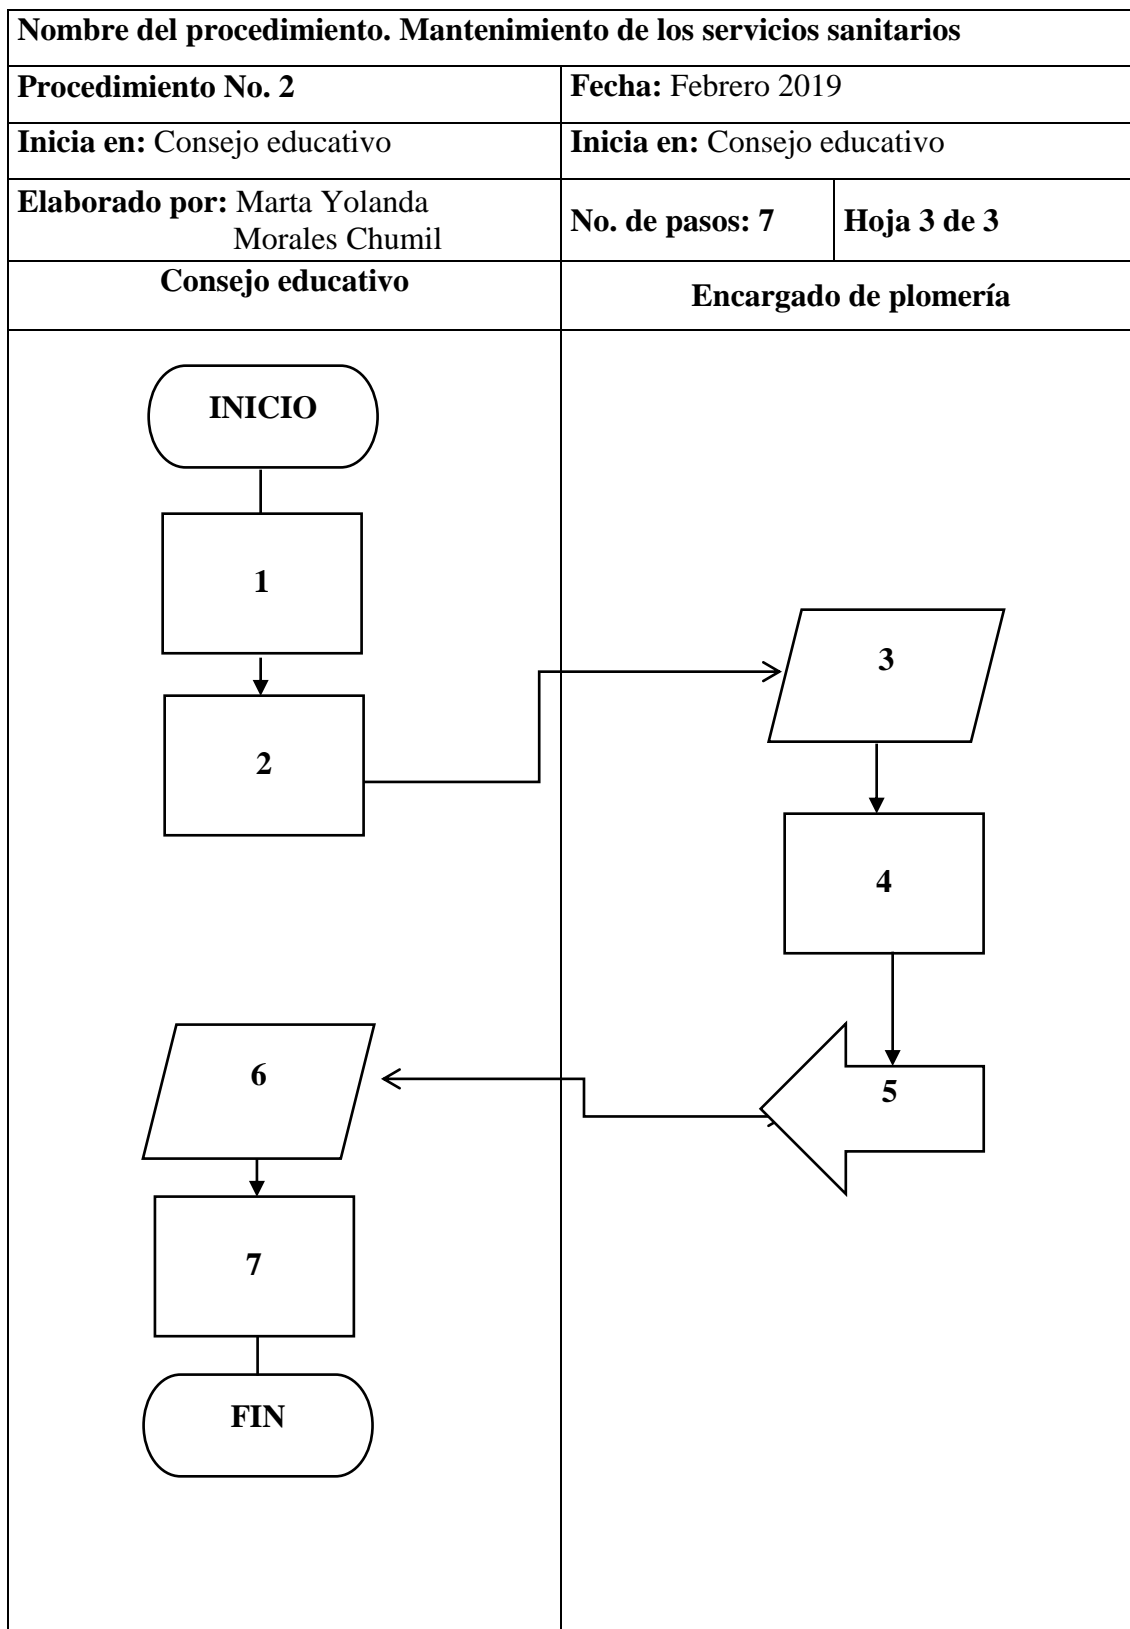 Nombre del procedimiento. Mantenimiento de los servicios sanitarios
Procedimiento No. 2
Fecha: Febrero 2019
Inicia en: Consejo educativo
Inicia en: Consejo educativo
Elaborado por: Marta Yolanda
Morales Chumil
No. de pasos: 7
Hoja 3 de 3
Consejo educativo
Encargado de plomería
INICIO
1
2
3
4
5
6
7
FIN